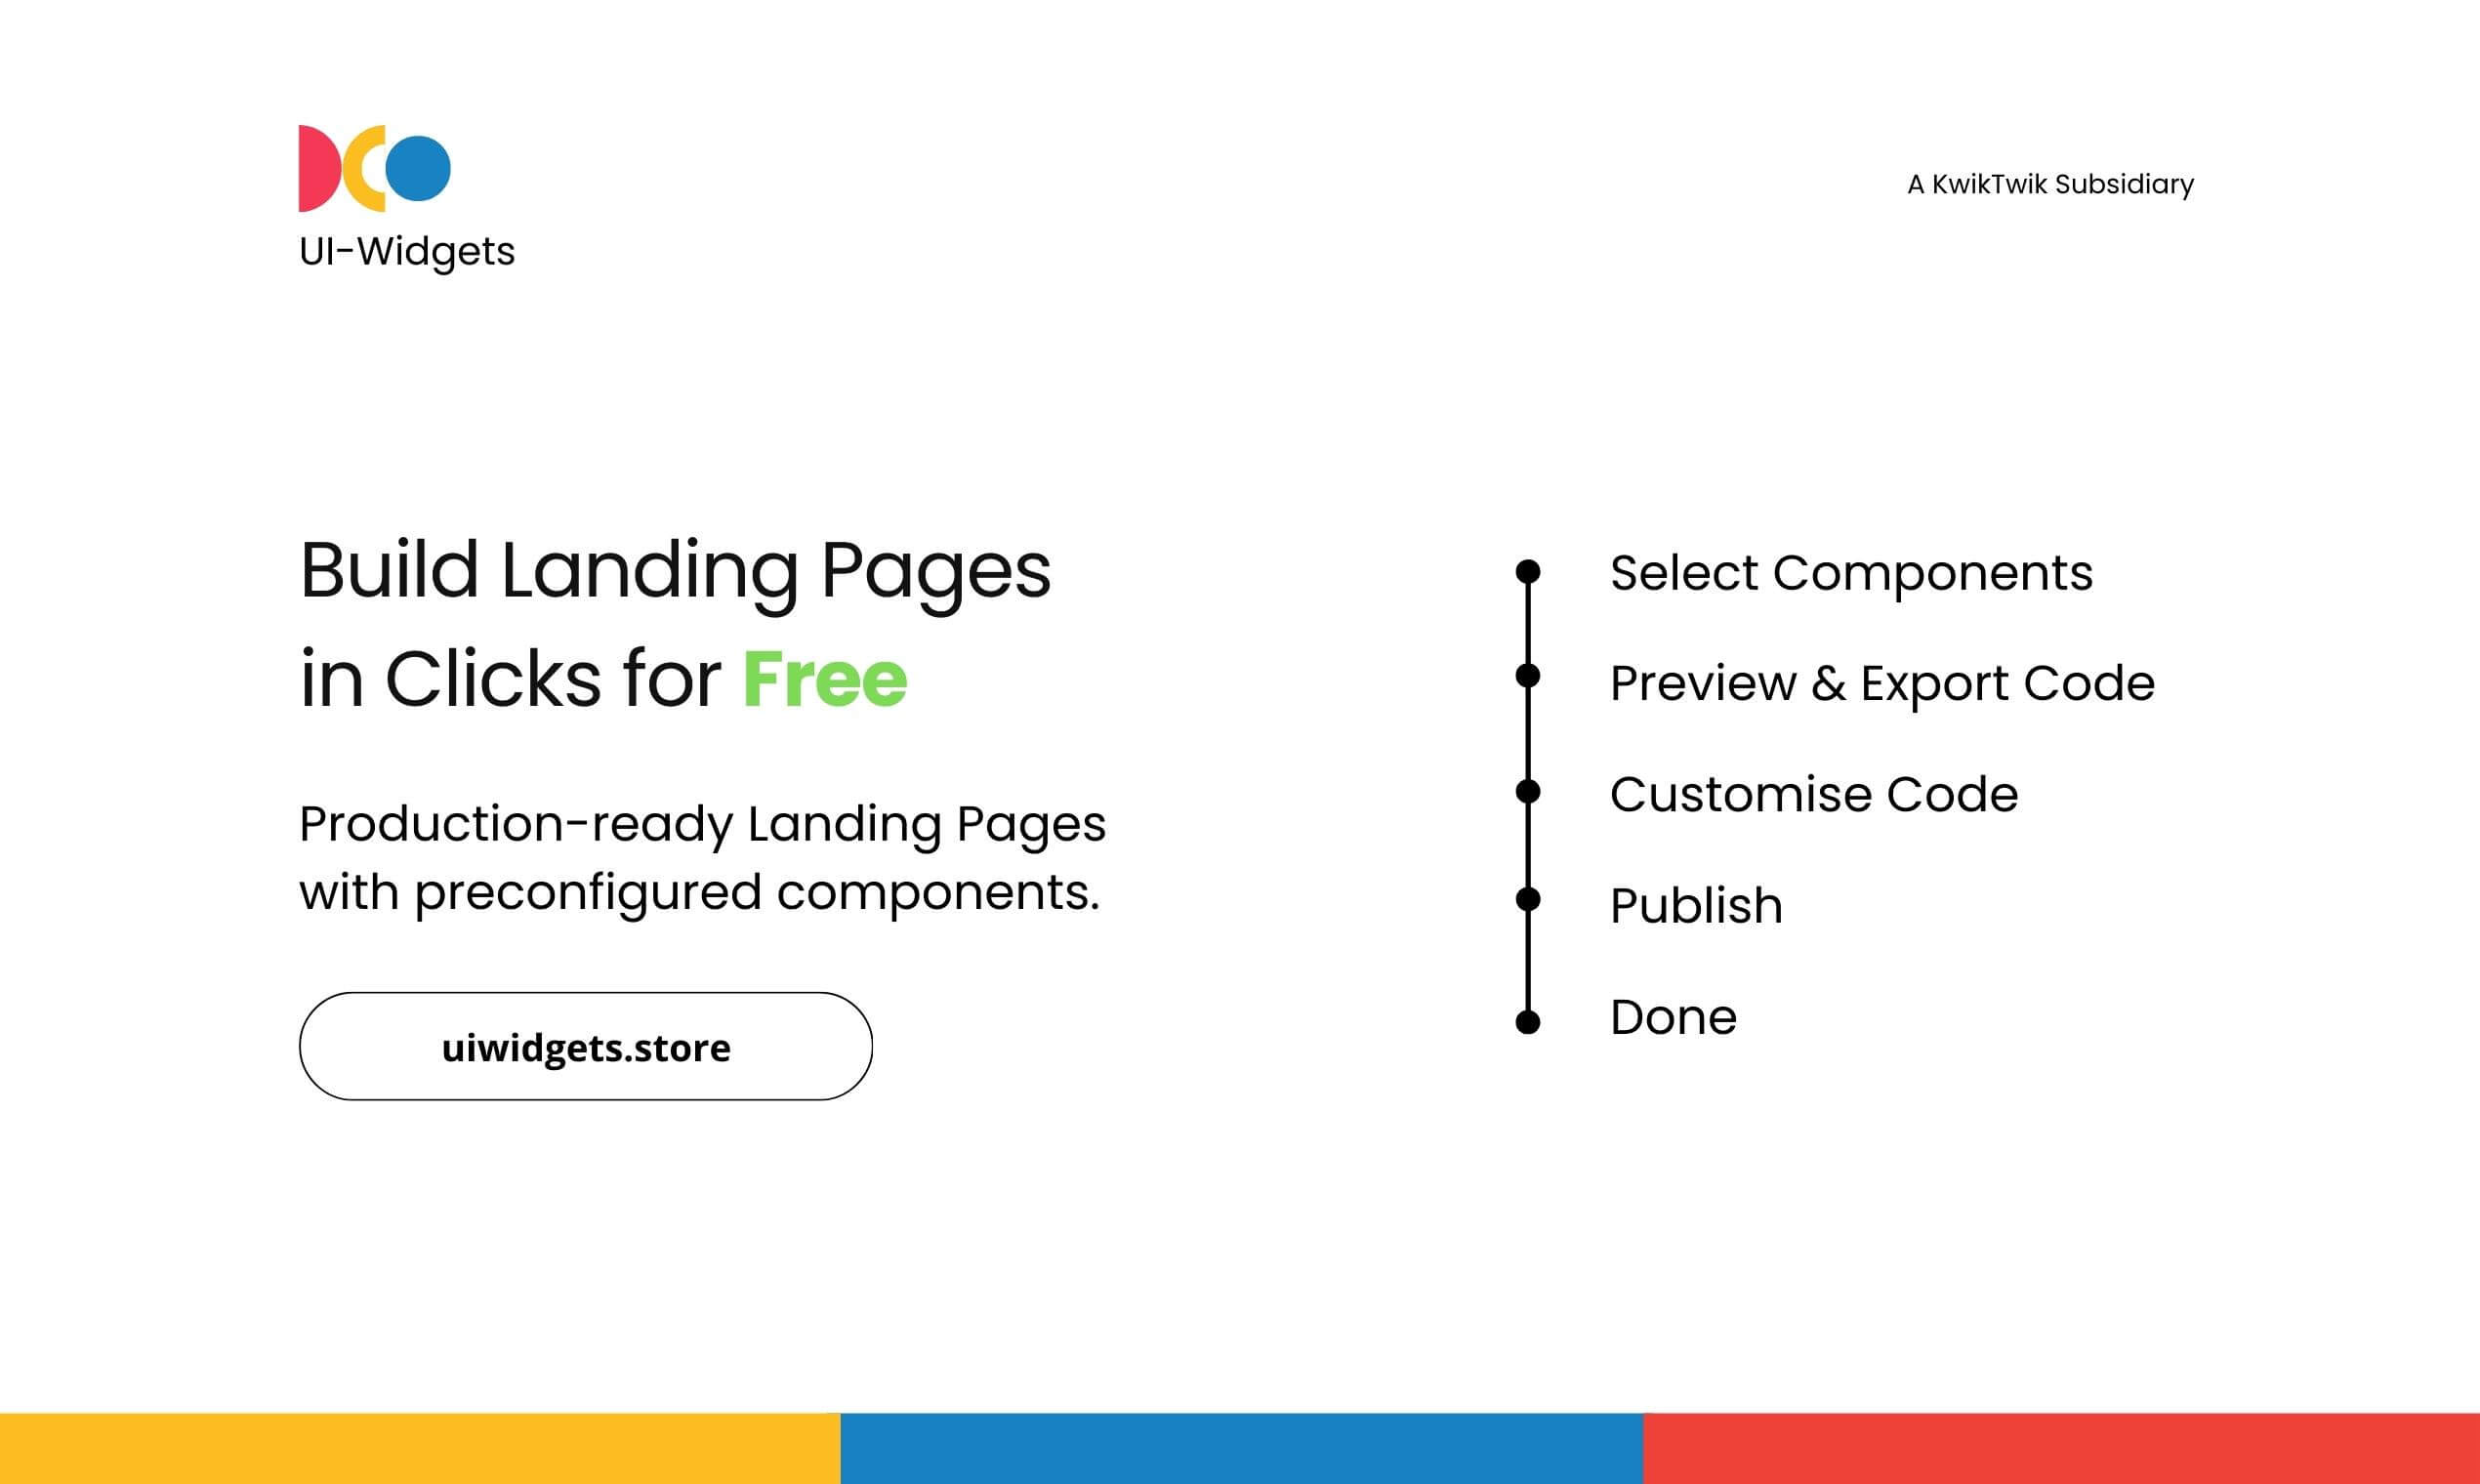 UI-Widgets
A KwikTwik Subsidiary
Build Landing Pages
in Clicks for Free
Production-ready Landing Pages
with preconfigured components.
uiwidgets.store
Select Components
Preview & Export Code
Customise Code
Publish
Done